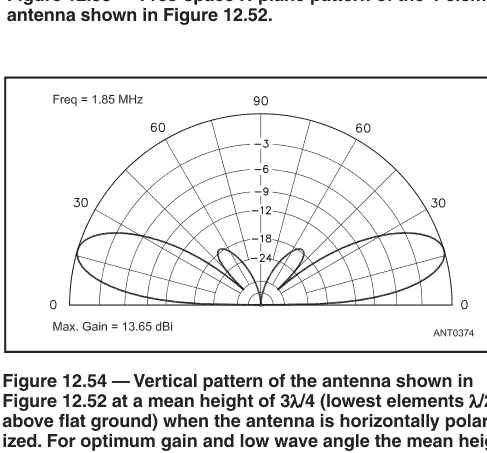 antenna shown in Figure 12.52.
Freq = 1.85 MHz
90
60
60
30
30
-3
-6
-9
-12
-18
-24
0
0
Max. Gain = 13.65 dBi
ANT0374
Figure 12.54 — Vertical pattern of the antenna shown in
Figure 12.52 at a mean height of 3λ/4 (lowest elements λ/2
above flat ground) when the antenna is horizontally polar
ized. For optimum gain and low wave angle the mean heig